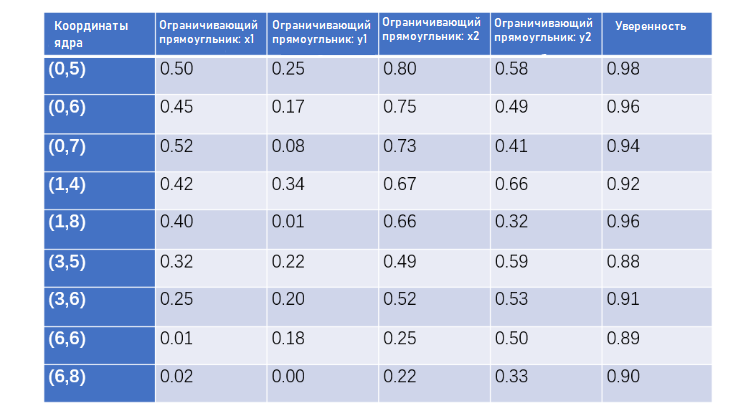 Координаты ядра
Ограничивающий прямоугольник: x1
Ограничивающий прямоугольник: y1
Ограничивающий прямоугольник: x2
Ограничивающий прямоугольник: y2
Уверенность
(0,5) 0.50 0.25 0.80 0.58 0.98
(0,6) 0.45 0.17 0.75 0.49 0.96
(0,7) 0.52 0.08 0.73 0.41 0.94
(1,4) 0.42 0.34 0.67 0.66 0.92
(1,8) 0.40 0.01 0.66 0.32 0.96
(3,5) 0.32 0.22 0.49 0.59 0.88
(3,6) 0.25 0.20 0.52 0.53 0.91
(6,6) 0.01 0.18 0.25 0.50 0.89
(6,8) 0.02 0.00 0.22 0.33 0.90